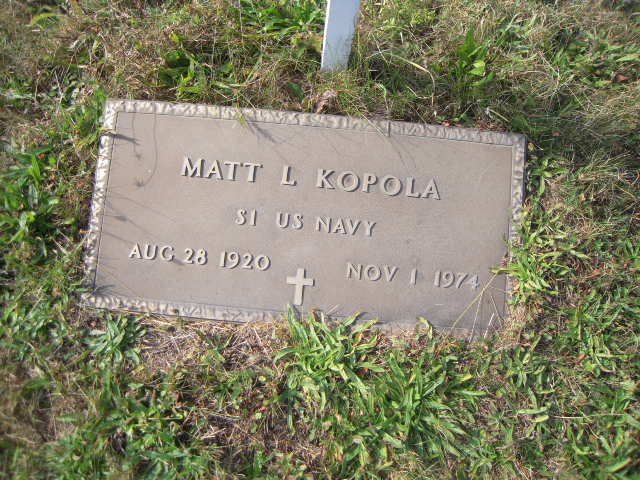 MATT L KOPOLA
S1 US NAVY
AUG 28 1920 NOV 1 1974